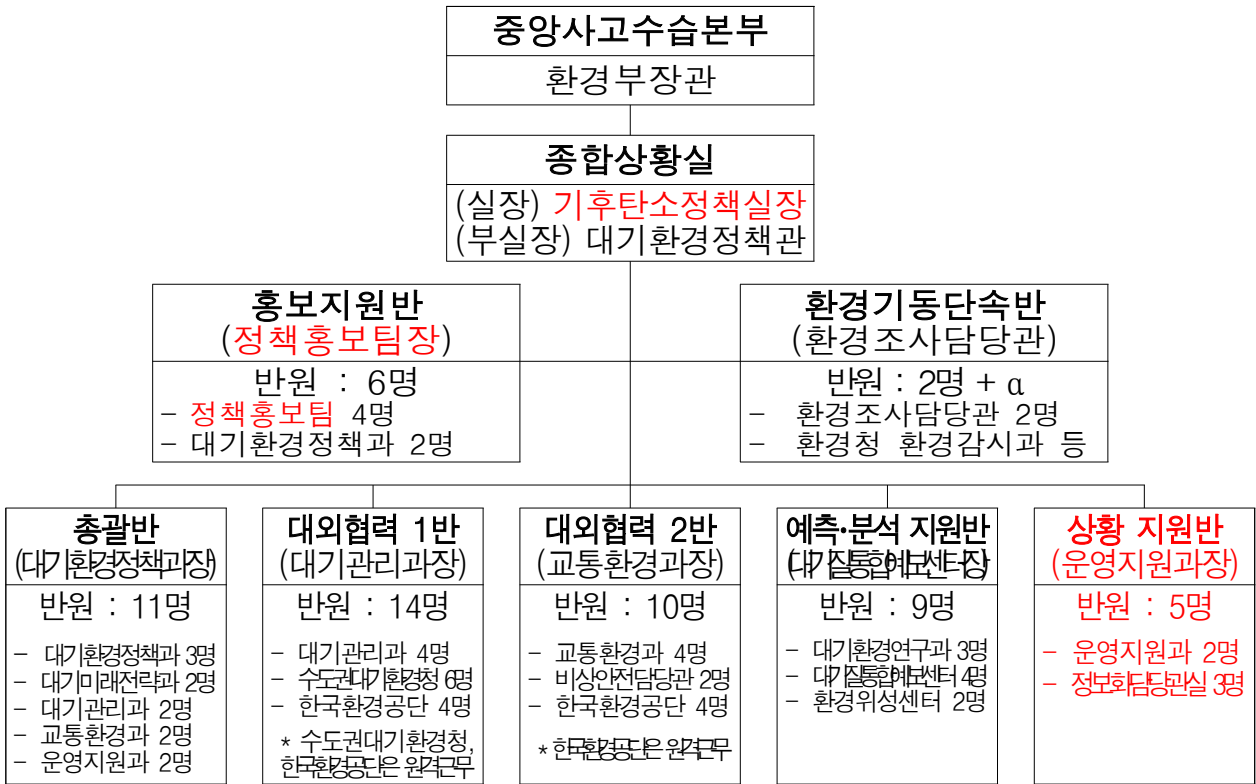 중앙사고수습본부
환경부장관
종합상황실
(실장) 기후탄소정책실장
(부실장) 대기환경정책관
홍보지원반
(정책홍보팀장)
반원 : 6명
- 정책홍보팀 4명
- 대기환경정책과 2명
환경기동단속반
(환경조사담당관)
반원 : 2명 + α
- 환경조사담당관 2명
- 환경청 환경감시과 등
총괄반
(대기환경정책과장)
반원 : 11명
- 대기환경정책과 3명
- 대기미래전략과 2명
- 대기관리과 2명
- 교통환경과 2명
- 운영지원과 2명
대외협력 1반
(대기관리과장)
반원 : 14명
- 대기관리과 4명
- 수도권대기환경청 6명
- 한국환경공단 4명
* 수도권대기환경청,
한국환경공단은 원격근무
대외협력 2반
(교통환경과장)
반원 : 10명
- 교통환경과 4명
- 비상안전담당관 2명
- 한국환경공단 4명
* 한국환경공단은 원격근무
예측·분석 지원반
(대기질통합예보센터장)
반원 : 9명
- 대기환경연구과 3명
- 대기질통합예보센터 4명
- 환경위성센터 2명
상황 지원반
(운영지원과장)
반원 : 5명
- 운영지원과 2명
- 정보화담당관실 3명